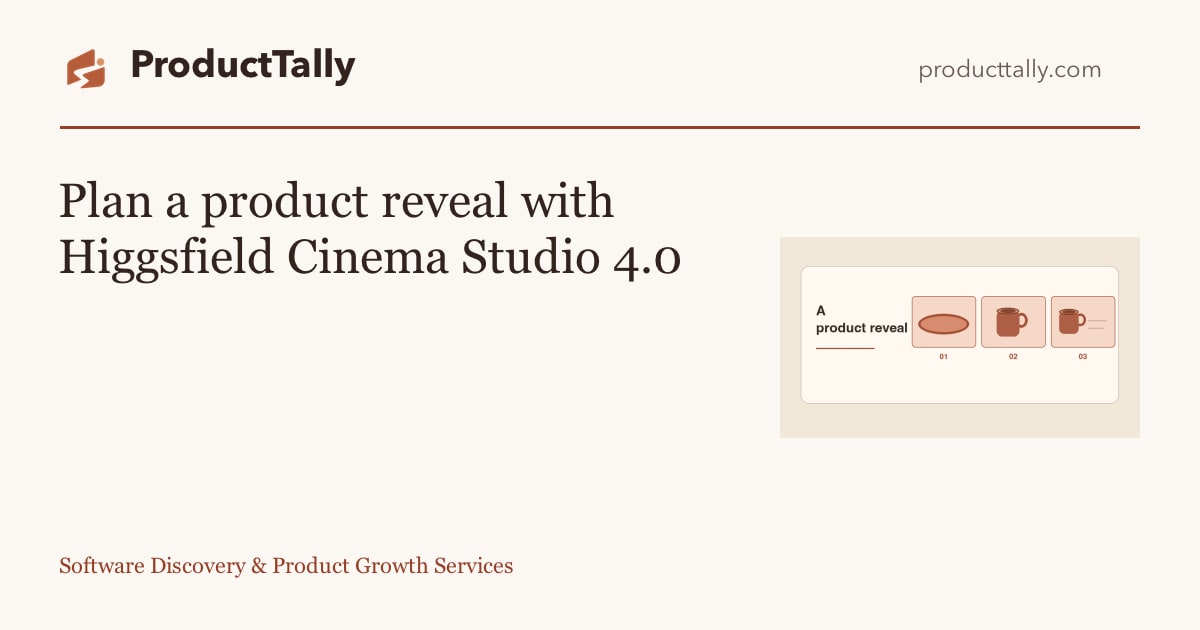 ProductTally
producttally.com
Plan a product reveal with
Higgsfield Cinema Studio 4.0
A
product reveal
01
02
03
Software Discovery & Product Growth Services